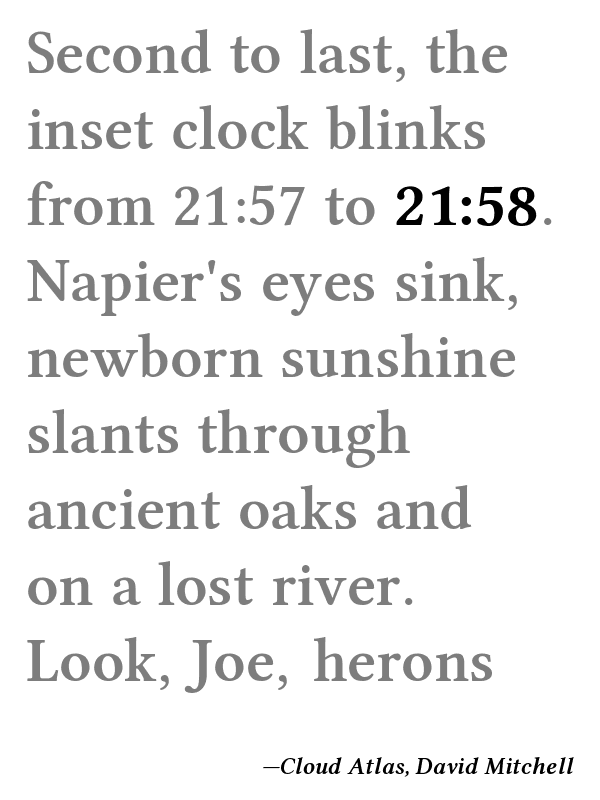 Second to last, the
inset clock blinks
from 21:57 to 21:58.
Napier's eyes sink,
newborn sunshine
slants through
ancient oaks and
on a lost river.
Look, Joe, herons
—Cloud Atlas, David Mitchell